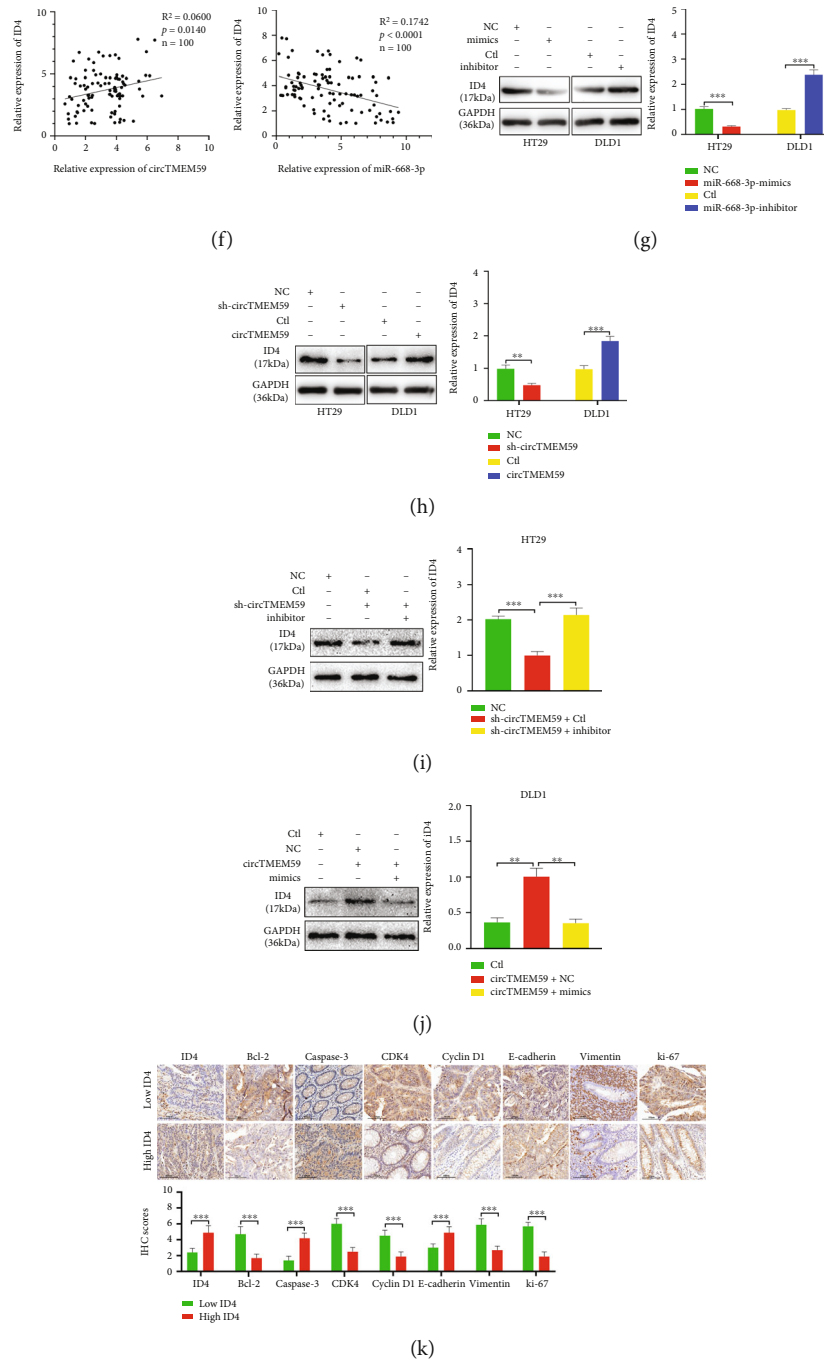 R² = 0.0600
p = 0.0140
n = 100
Relative expression of ID4
10
8
6
4
2
0
0 2 4 6 8 10
Relative expression of circTMEM59
R² = 0.1742
p < 0.0001
n = 100
Relative expression of ID4
10
8
6
4
2
0
0 2 4 6 8 10
Relative expression of miR-668-3p
(f)
NC + – – –
mimics – + – –
Ctl – – + –
inhibitor – – – +
ID4
(17kDa)
GAPDH
(36kDa)
HT29 DLD1
Relative expression of ID4
5
4
3
2
1
0
*** ***
HT29 DLD1
NC
miR-668-3p-mimics
Ctl
miR-668-3p-inhibitor
(g)
NC + – – –
sh-circTMEM59 – + – –
Ctl – – + –
circTMEM59 – – – +
ID4
(17kDa)
GAPDH
(36kDa)
HT29 DLD1
Relative expression of ID4
4
3
2
1
0
** ***
HT29 DLD1
NC
sh-circTMEM59
Ctl
circTMEM59
(h)
NC + – –
Ctl – + –
sh-circTMEM59 – + +
inhibitor – – +
ID4
(17kDa)
GAPDH
(36kDa)
HT29
Relative expression of ID4
4
3
2
1
0
*** ***
NC
sh-circTMEM59 + Ctl
sh-circTMEM59 + inhibitor
(i)
Ctl + – –
NC – + –
circTMEM59 – + +
mimics – – +
ID4
(17kDa)
GAPDH
(36kDa)
DLD1
Relative expression of iD4
2.0
1.5
1.0
0.5
0.0
** **
Ctl
circTMEM59 + NC
circTMEM59 + mimics
(j)
ID4 Bcl-2 Caspase-3 CDK4 Cyclin D1 E-cadherin Vimentin ki-67
Low ID4
High ID4
IHC scores
10
8
6
4
2
0
*** *** *** *** *** *** *** ***
ID4 Bcl-2 Caspase-3 CDK4 Cyclin D1 E-cadherin Vimentin ki-67
Low ID4
High ID4
(k)